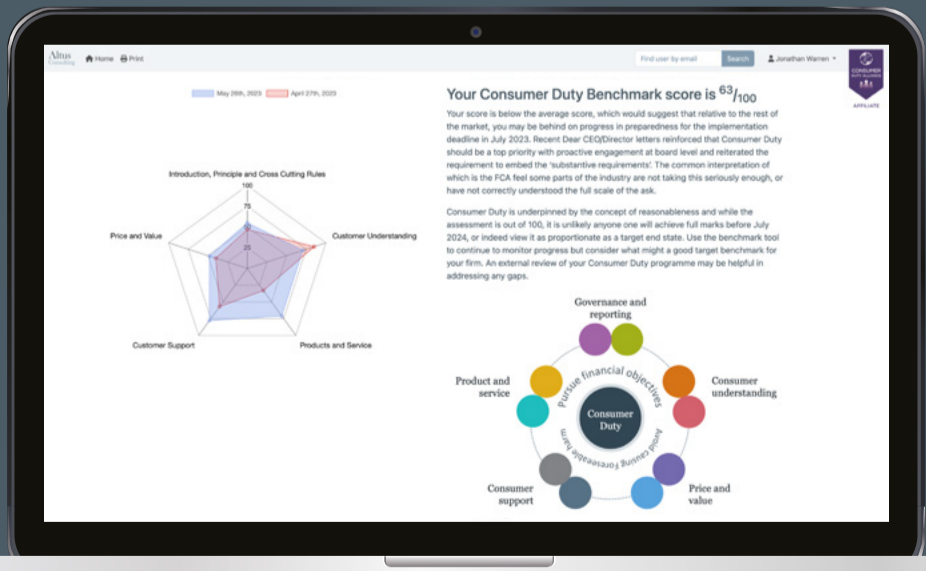 Altus
Consulting
Home
Print
Find user by email
Search
Jonathan Warren
CONSUMER
DUTY ALLIANCE
AFFILIATE
May 26th, 2023
April 27th, 2023
Introduction, Principle and Cross Cutting Rules
100
75
25
Price and Value
Customer Understanding
Customer Support
Products and Service
Your Consumer Duty Benchmark score is 63/100
Your score is below the average score, which would suggest that relative to the rest of
the market, you may be behind on progress in preparedness for the implementation
deadline in July 2023. Recent Dear CEO/Director letters reinforced that Consumer Duty
should be a top priority with proactive engagement at board level and reiterated the
requirement to embed the 'substantive requirements'. The common interpretation of
which is the FCA feel some parts of the industry are not taking this seriously enough, or
have not correctly understood the full scale of the ask.
Consumer Duty is underpinned by the concept of reasonableness and while the
assessment is out of 100, it is unlikely anyone one will achieve full marks before July
2024, or indeed view it as proportionate as a target end state. Use the benchmark tool
to continue to monitor progress but consider what might a good target benchmark for
your firm. An external review of your Consumer Duty programme may be helpful in
addressing any gaps.
Governance and
reporting
Product and
service
Consumer
understanding
Pursue financial objectives
Consumer
Duty
Avoid causing foreseeable harm
Consumer
support
Price and
value